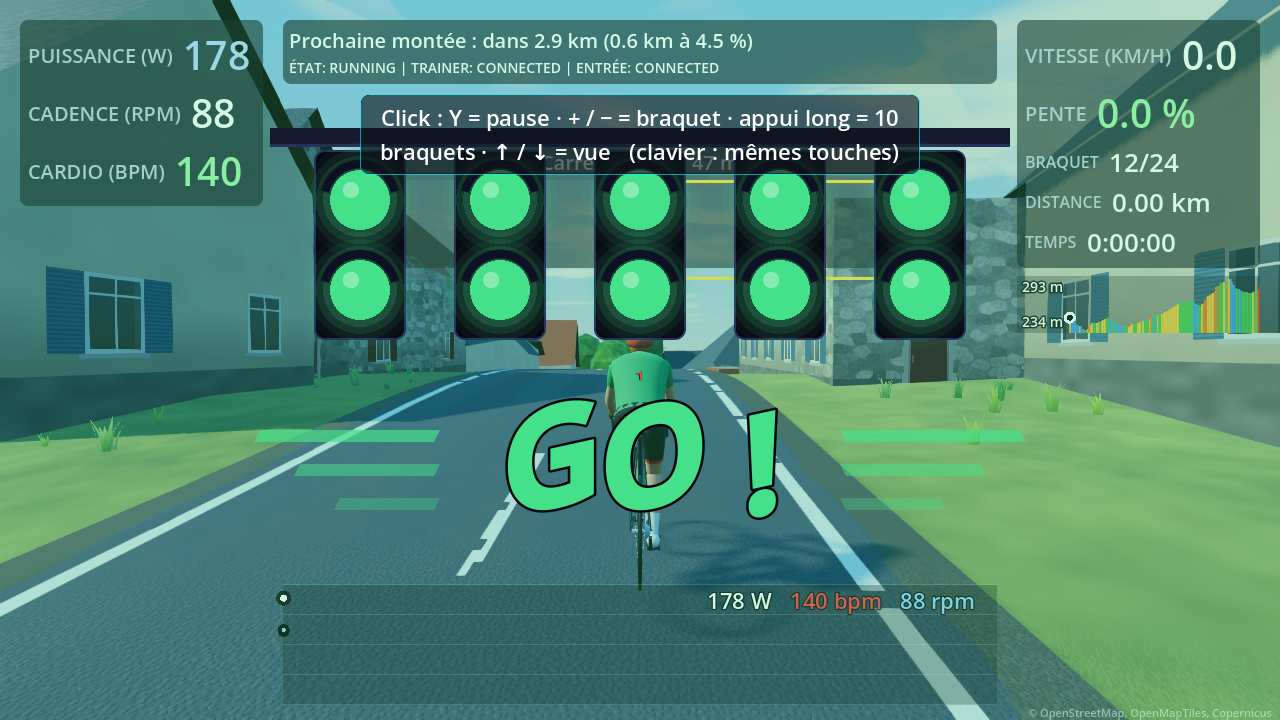 PUISSANCE (W) 178
CADENCE (RPM) 88
CARDIO (BPM) 140
Prochaine montée : dans 2.9 km (0.6 km à 4.5 %)
ÉTAT: RUNNING | TRAINER: CONNECTED | ENTRÉE: CONNECTED
Click : Y = pause · + / − = braquet · appui long = 10
braquets · ↑ / ↓ = vue (clavier : mêmes touches)
47 m
VITESSE (KM/H) 0.0
PENTE 0.0 %
BRAQUET 12/24
DISTANCE 0.00 km
TEMPS 0:00:00
293 m
234 m
1
GO !
178 W 140 bpm 88 rpm
© OpenStreetMap, OpenMapTiles, Copernicus